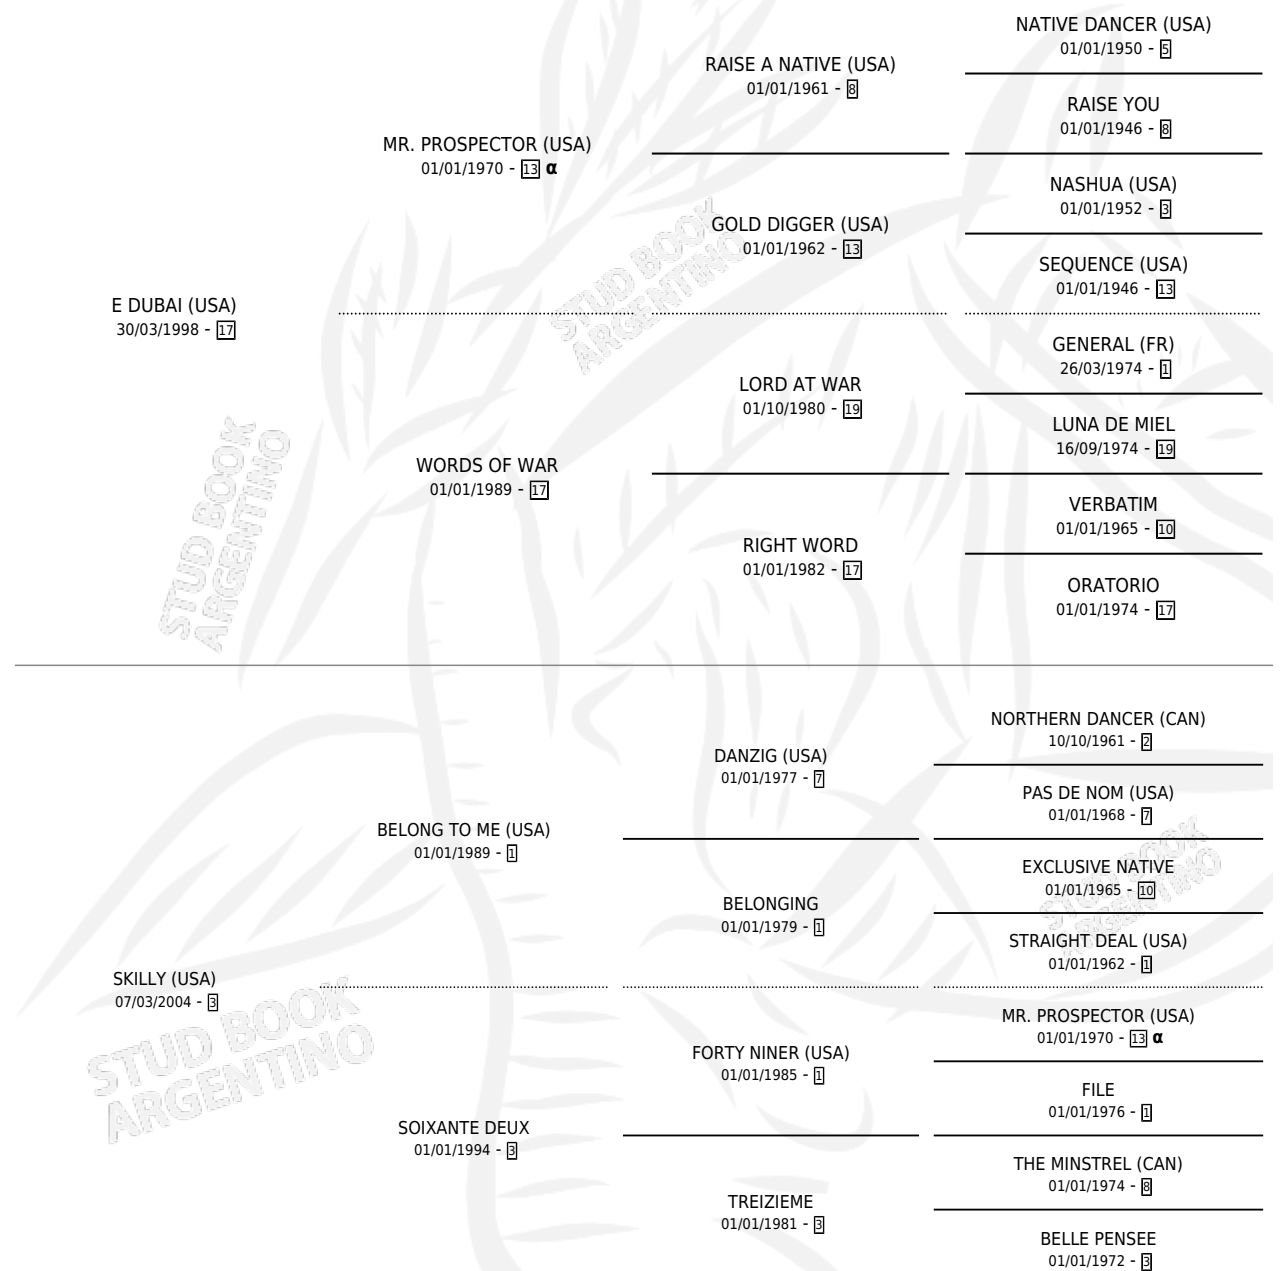 E DUBAI (USA)
30/03/1998 - 17
MR. PROSPECTOR (USA)
01/01/1970 - 13 α
RAISE A NATIVE (USA)
01/01/1961 - 8
NATIVE DANCER (USA)
01/01/1950 - 5
RAISE YOU
01/01/1946 - 8
GOLD DIGGER (USA)
01/01/1962 - 13
NASHUA (USA)
01/01/1952 - 3
SEQUENCE (USA)
01/01/1946 - 13
WORDS OF WAR
01/01/1989 - 17
LORD AT WAR
01/10/1980 - 19
GENERAL (FR)
26/03/1974 - 1
LUNA DE MIEL
16/09/1974 - 19
RIGHT WORD
01/01/1982 - 17
VERBATIM
01/01/1965 - 10
ORATORIO
01/01/1974 - 17
SKILLY (USA)
07/03/2004 - 3
BELONG TO ME (USA)
01/01/1989 - 1
DANZIG (USA)
01/01/1977 - 7
NORTHERN DANCER (CAN)
10/10/1961 - 2
PAS DE NOM (USA)
01/01/1968 - 7
BELONGING
01/01/1979 - 1
EXCLUSIVE NATIVE
01/01/1965 - 10
STRAIGHT DEAL (USA)
01/01/1962 - 1
SOIXANTE DEUX
01/01/1994 - 3
FORTY NINER (USA)
01/01/1985 - 1
MR. PROSPECTOR (USA)
01/01/1970 - 13 α
FILE
01/01/1976 - 1
TREIZIEME
01/01/1981 - 3
THE MINSTREL (CAN)
01/01/1974 - 8
BELLE PENSEE
01/01/1972 - 3
STUD BOOK
ARGENTINO
STUD BOOK
ARGENTINO
STUD BOOK
ARGENTINO
STUD BOOK
ARGENTINO